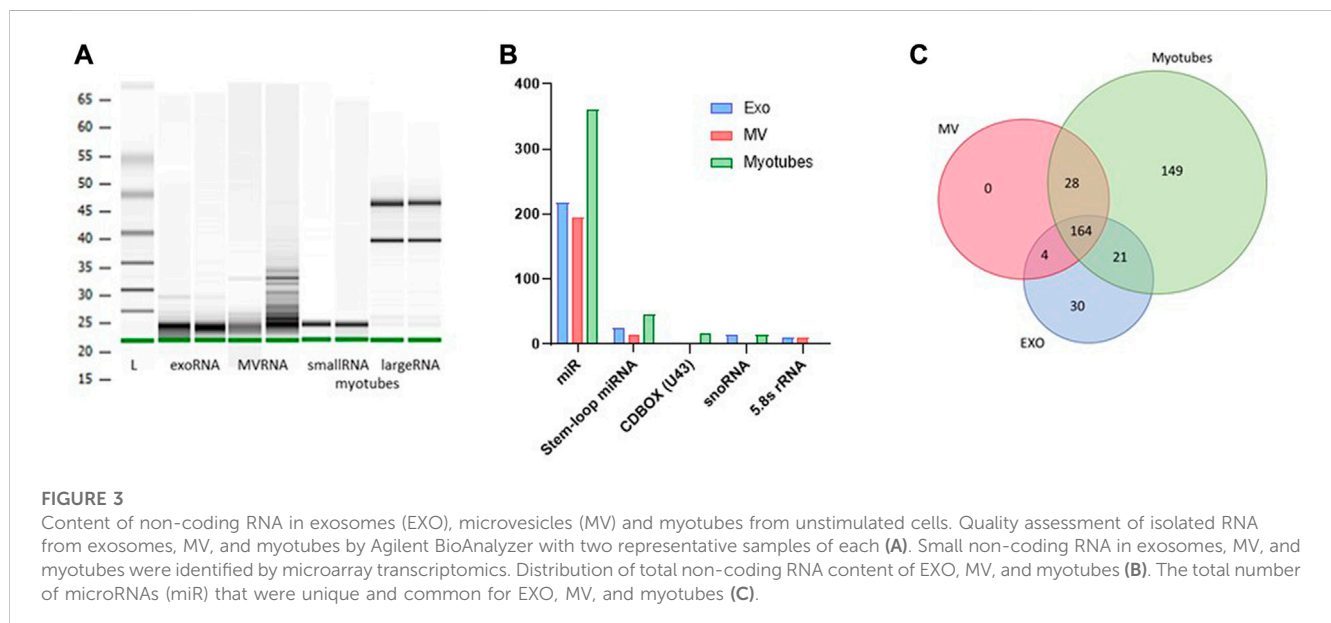 A
65
60
55
50
45
40
35
30
25
20
15
L exoRNA MVRNA smallRNA largeRNA
myotubes
B
400
300
200
100
0
Exo
MV
Myotubes
miR
Stem-loop miRNA
CDBOX (U43)
snoRNA
5.8s rRNA
C
Myotubes
MV
0
28
149
164
4
21
30
EXO
FIGURE 3
Content of non-coding RNA in exosomes (EXO), microvesicles (MV) and myotubes from unstimulated cells. Quality assessment of isolated RNA
from exosomes, MV, and myotubes by Agilent BioAnalyzer with two representative samples of each (A). Small non-coding RNA in exosomes, MV, and
myotubes were identified by microarray transcriptomics. Distribution of total non-coding RNA content of EXO, MV, and myotubes (B). The total number
of microRNAs (miR) that were unique and common for EXO, MV, and myotubes (C).